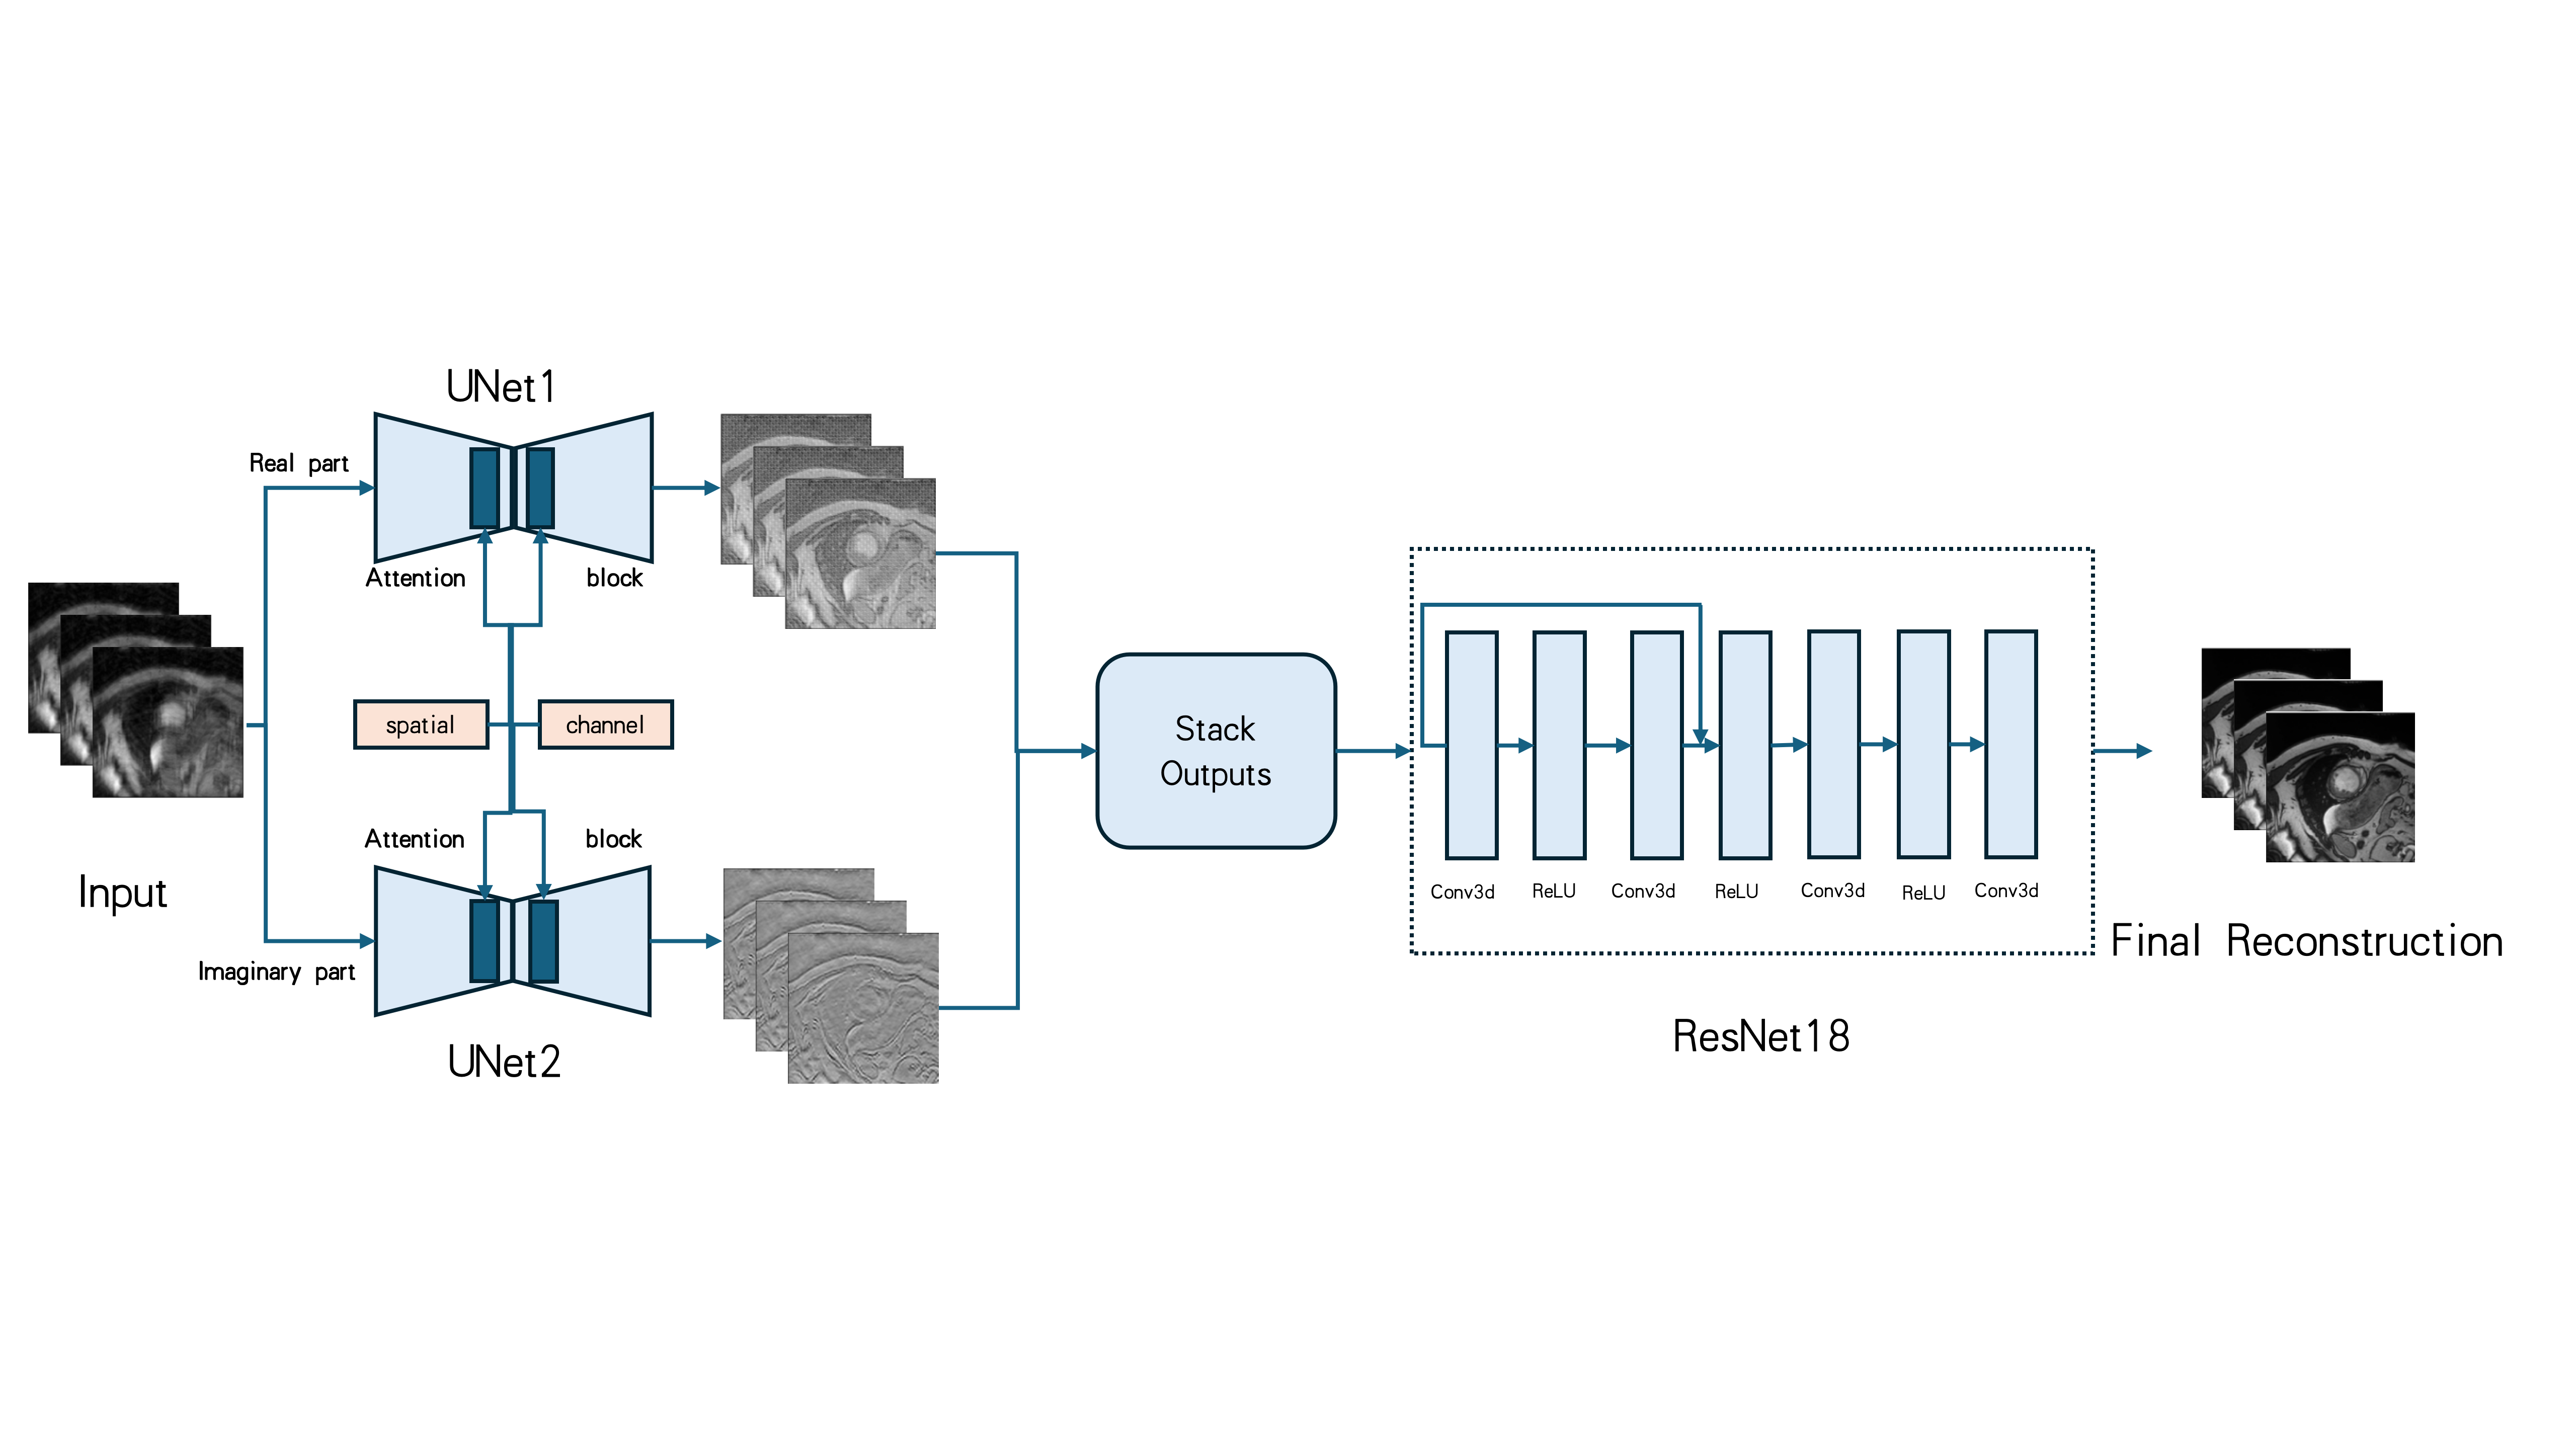 UNet1
Real part
Attention
block
spatial
channel
Attention
block
Input
Imaginary part
UNet2
Stack
Outputs
Conv3d
ReLU
Conv3d
ReLU
Conv3d
ReLU
Conv3d
ResNet18
Final Reconstruction